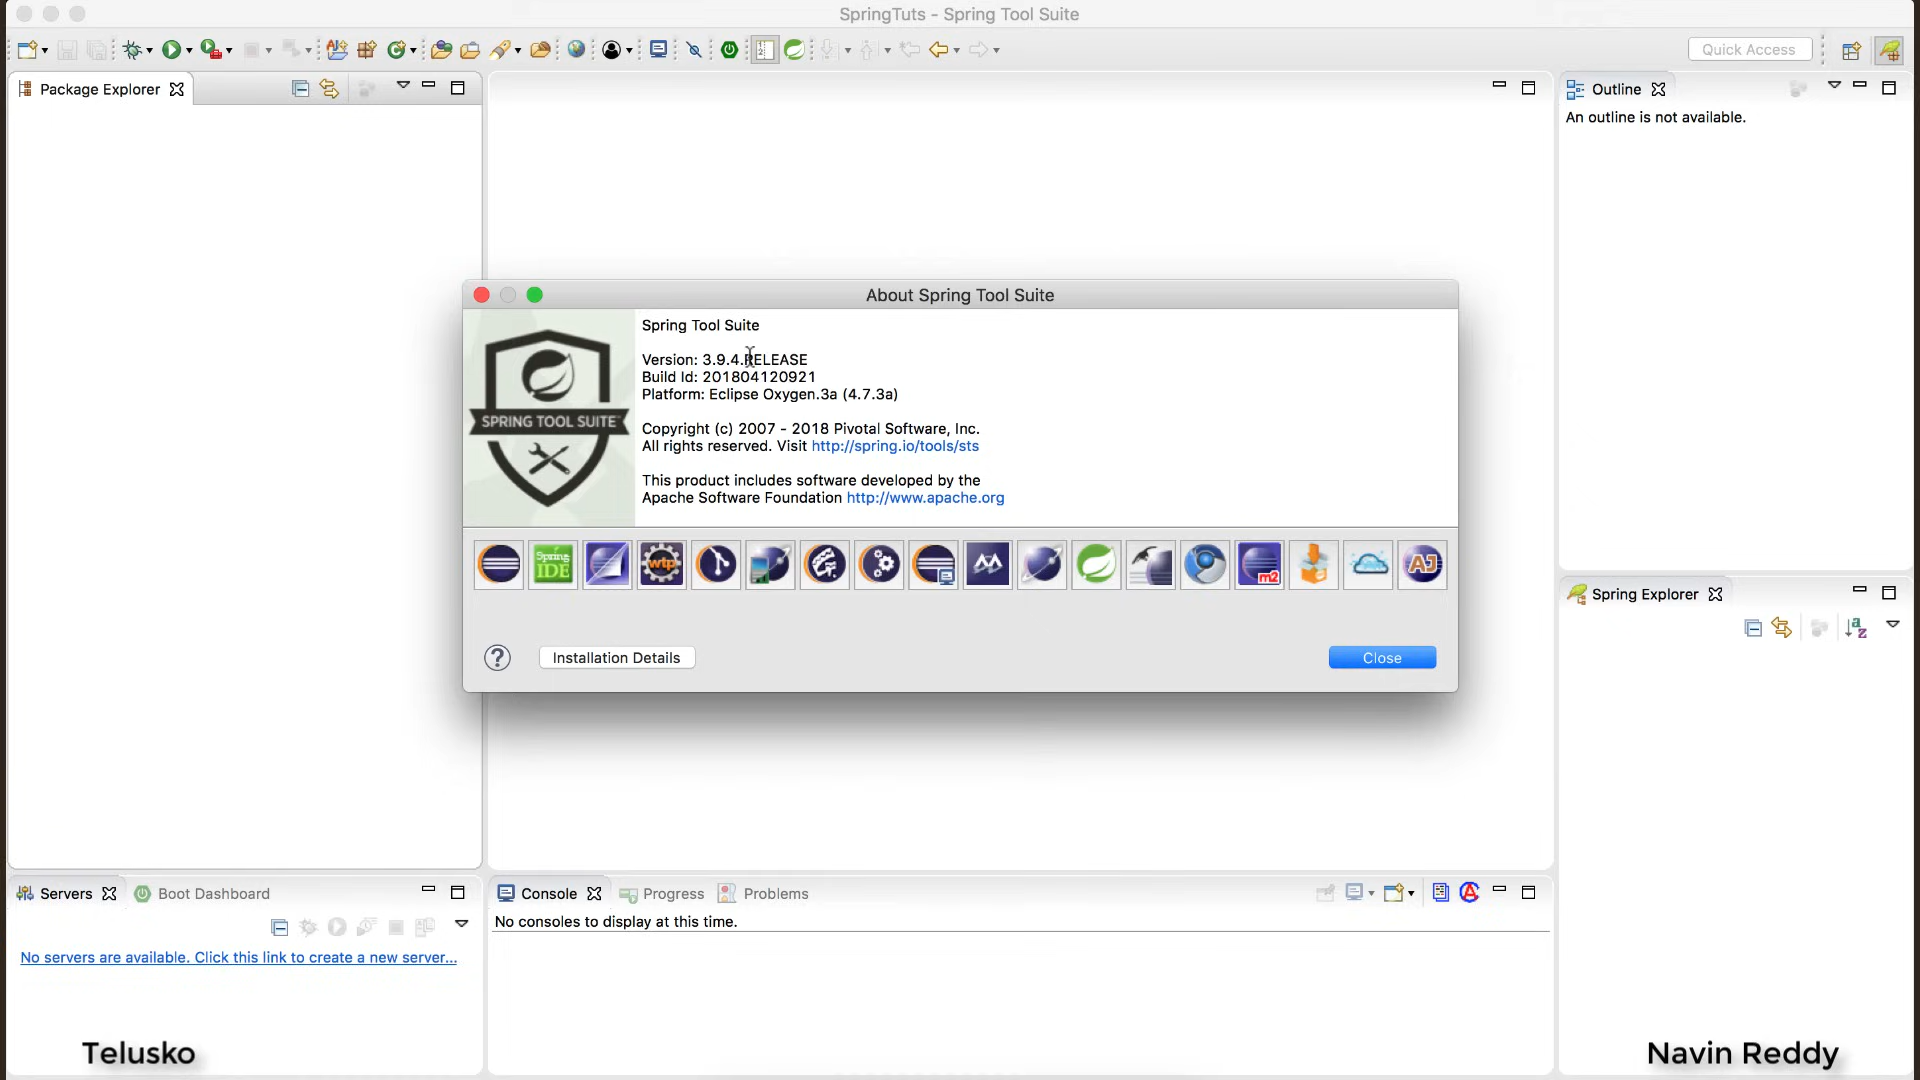 SpringTuts - Spring Tool Suite
Quick Access
Package Explorer
Outline
An outline is not available.
About Spring Tool Suite
Spring Tool Suite
Version: 3.9.4.RELEASE
Build Id: 201804120921
Platform: Eclipse Oxygen.3a (4.7.3a)
Copyright (c) 2007 - 2018 Pivotal Software, Inc.
All rights reserved. Visit http://spring.io/tools/sts
This product includes software developed by the
Apache Software Foundation http://www.apache.org
SPRING TOOL SUITE
Spring IDE
wtp
m2
AJ
? Installation Details
Close
Spring Explorer
Servers
Boot Dashboard
No servers are available. Click this link to create a new server...
Console
Progress
Problems
No consoles to display at this time.
Telusko
Navin Reddy